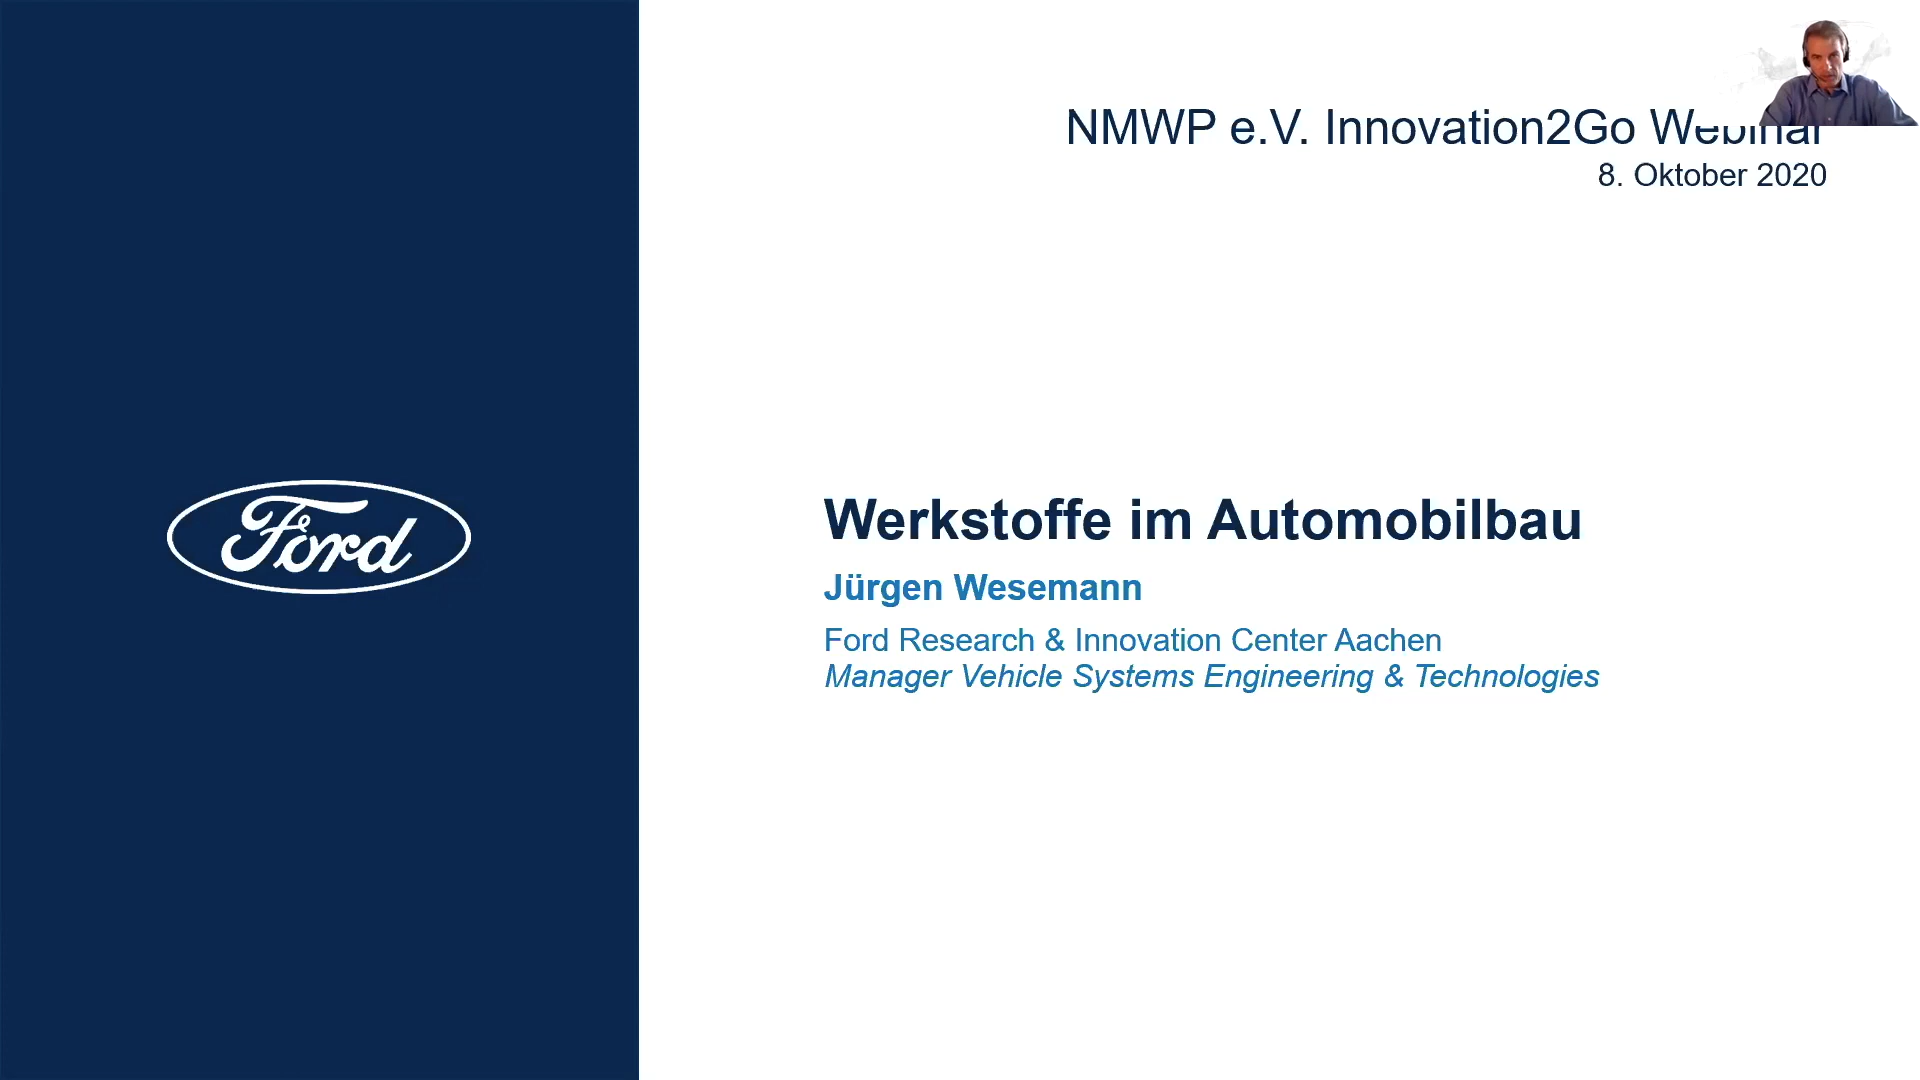 NMWP e.V. Innovation2Go Webinar
8. Oktober 2020
Ford
Werkstoffe im Automobilbau
Jürgen Wesemann
Ford Research & Innovation Center Aachen
Manager Vehicle Systems Engineering & Technologies